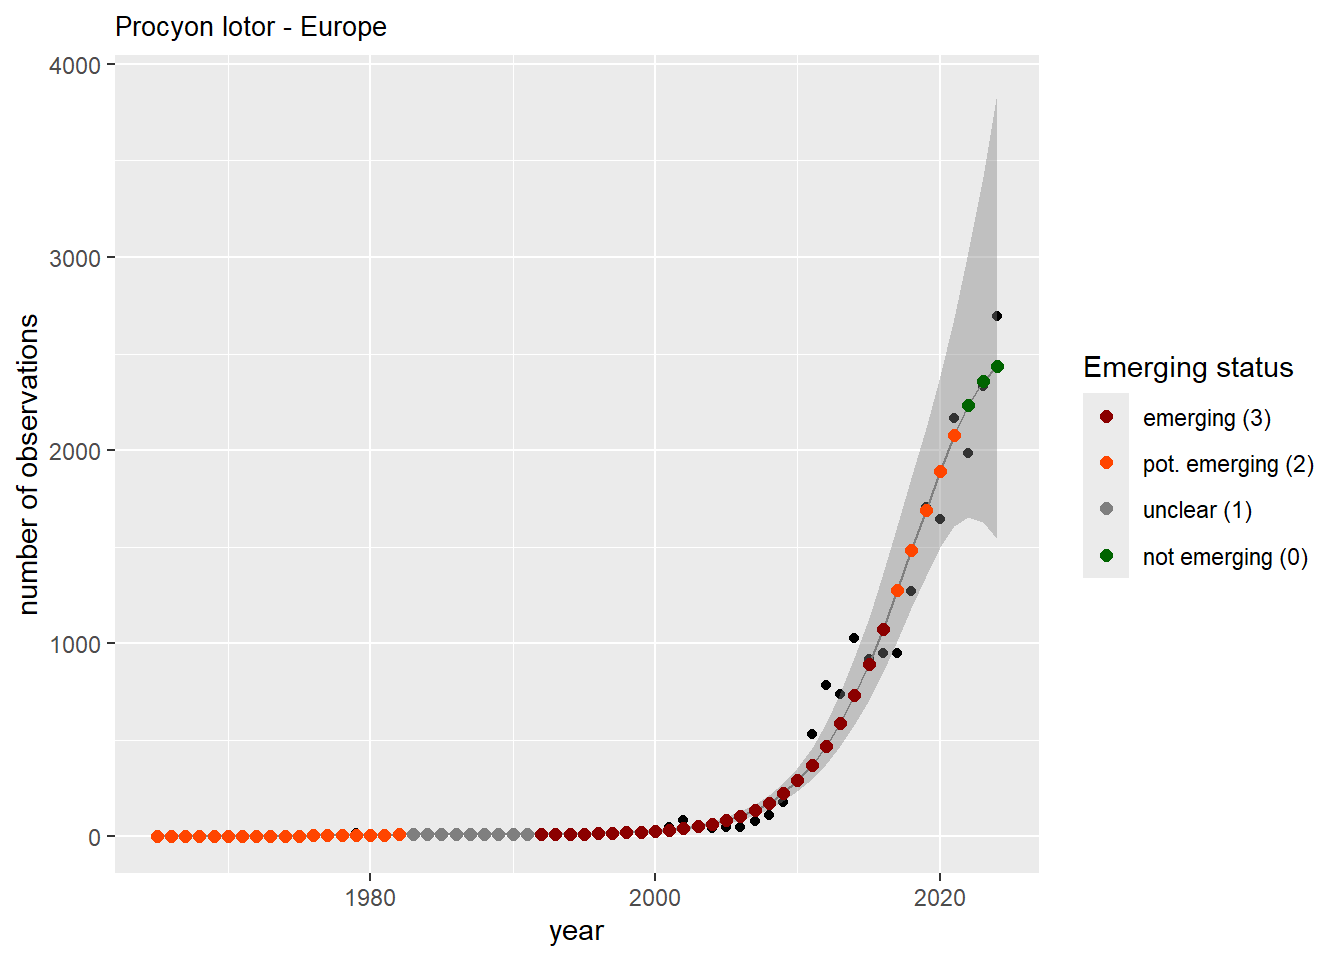 Procyon lotor - Europe
4000
3000
2000
1000
0
number of observations
1980
2000
2020
year
Emerging status
emerging (3)
pot. emerging (2)
unclear (1)
not emerging (0)